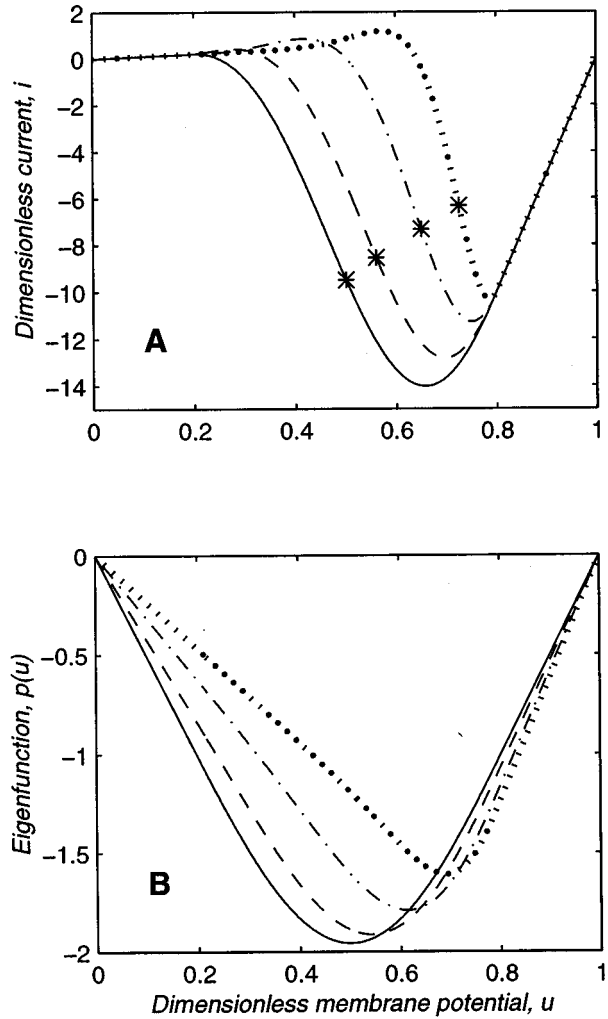 2
0
−2
−4
−6
−8
−10
−12
−14
Dimensionless current, i
A
0 0.2 0.4 0.6 0.8 1
0
−0.5
−1
−1.5
−2
Eigenfunction, p(u)
B
0 0.2 0.4 0.6 0.8 1
Dimensionless membrane potential, u